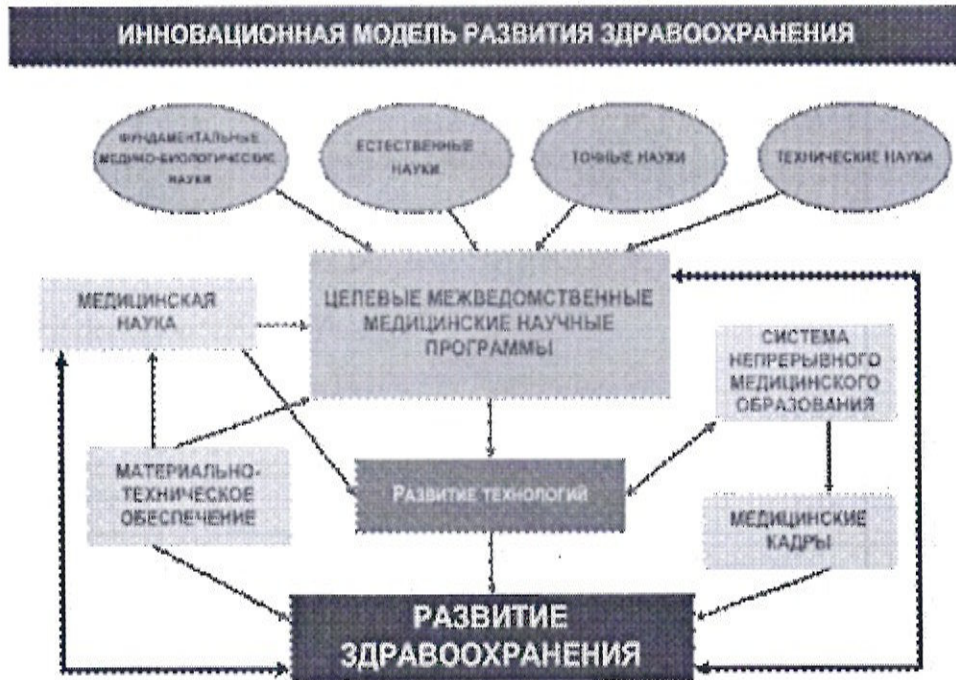 ИННОВАЦИОННАЯ МОДЕЛЬ РАЗВИТИЯ ЗДРАВООХРАНЕНИЯ
ФУНДАМЕНТАЛЬНЫЕ
МЕДИКО-БИОЛОГИЧЕСКИЕ
НАУКИ
ЕСТЕСТВЕННЫЕ
НАУКИ
ТОЧНЫЕ НАУКИ
ТЕХНИЧЕСКИЕ НАУКИ
МЕДИЦИНСКАЯ
НАУКА
ЦЕЛЕВЫЕ МЕЖВЕДОМСТВЕННЫЕ
МЕДИЦИНСКИЕ НАУЧНЫЕ
ПРОГРАММЫ
СИСТЕМА
НЕПРЕРЫВНОГО
МЕДИЦИНСКОГО
ОБРАЗОВАНИЯ
МАТЕРИАЛЬНО-
ТЕХНИЧЕСКОЕ
ОБЕСПЕЧЕНИЕ
РАЗВИТИЕ ТЕХНОЛОГИЙ
МЕДИЦИНСКИЕ
КАДРЫ
РАЗВИТИЕ
ЗДРАВООХРАНЕНИЯ